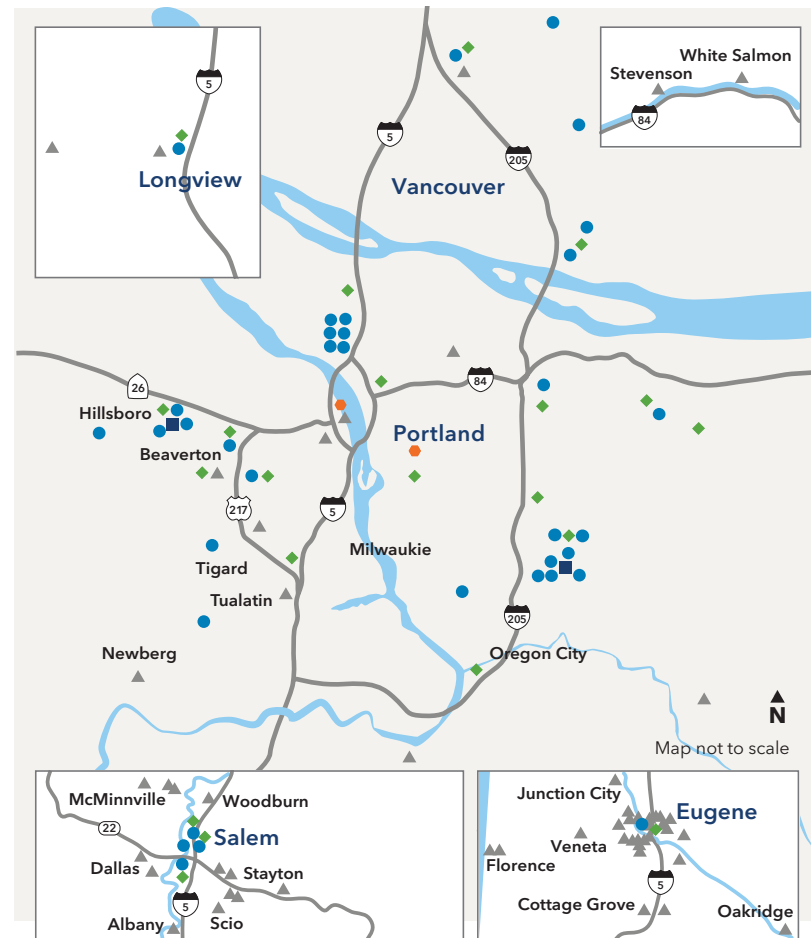 5
Longview
White Salmon
Stevenson
84
5
205
Vancouver
26
84
Hillsboro
Portland
Beaverton
217
5
Milwaukie
Tigard
Tualatin
205
Newberg
Oregon City
N
Map not to scale
McMinnville
Woodburn
22
Salem
Dallas
Stayton
5
Albany
Scio
Junction City
Eugene
Veneta
Florence
5
Cottage Grove
Oakridge